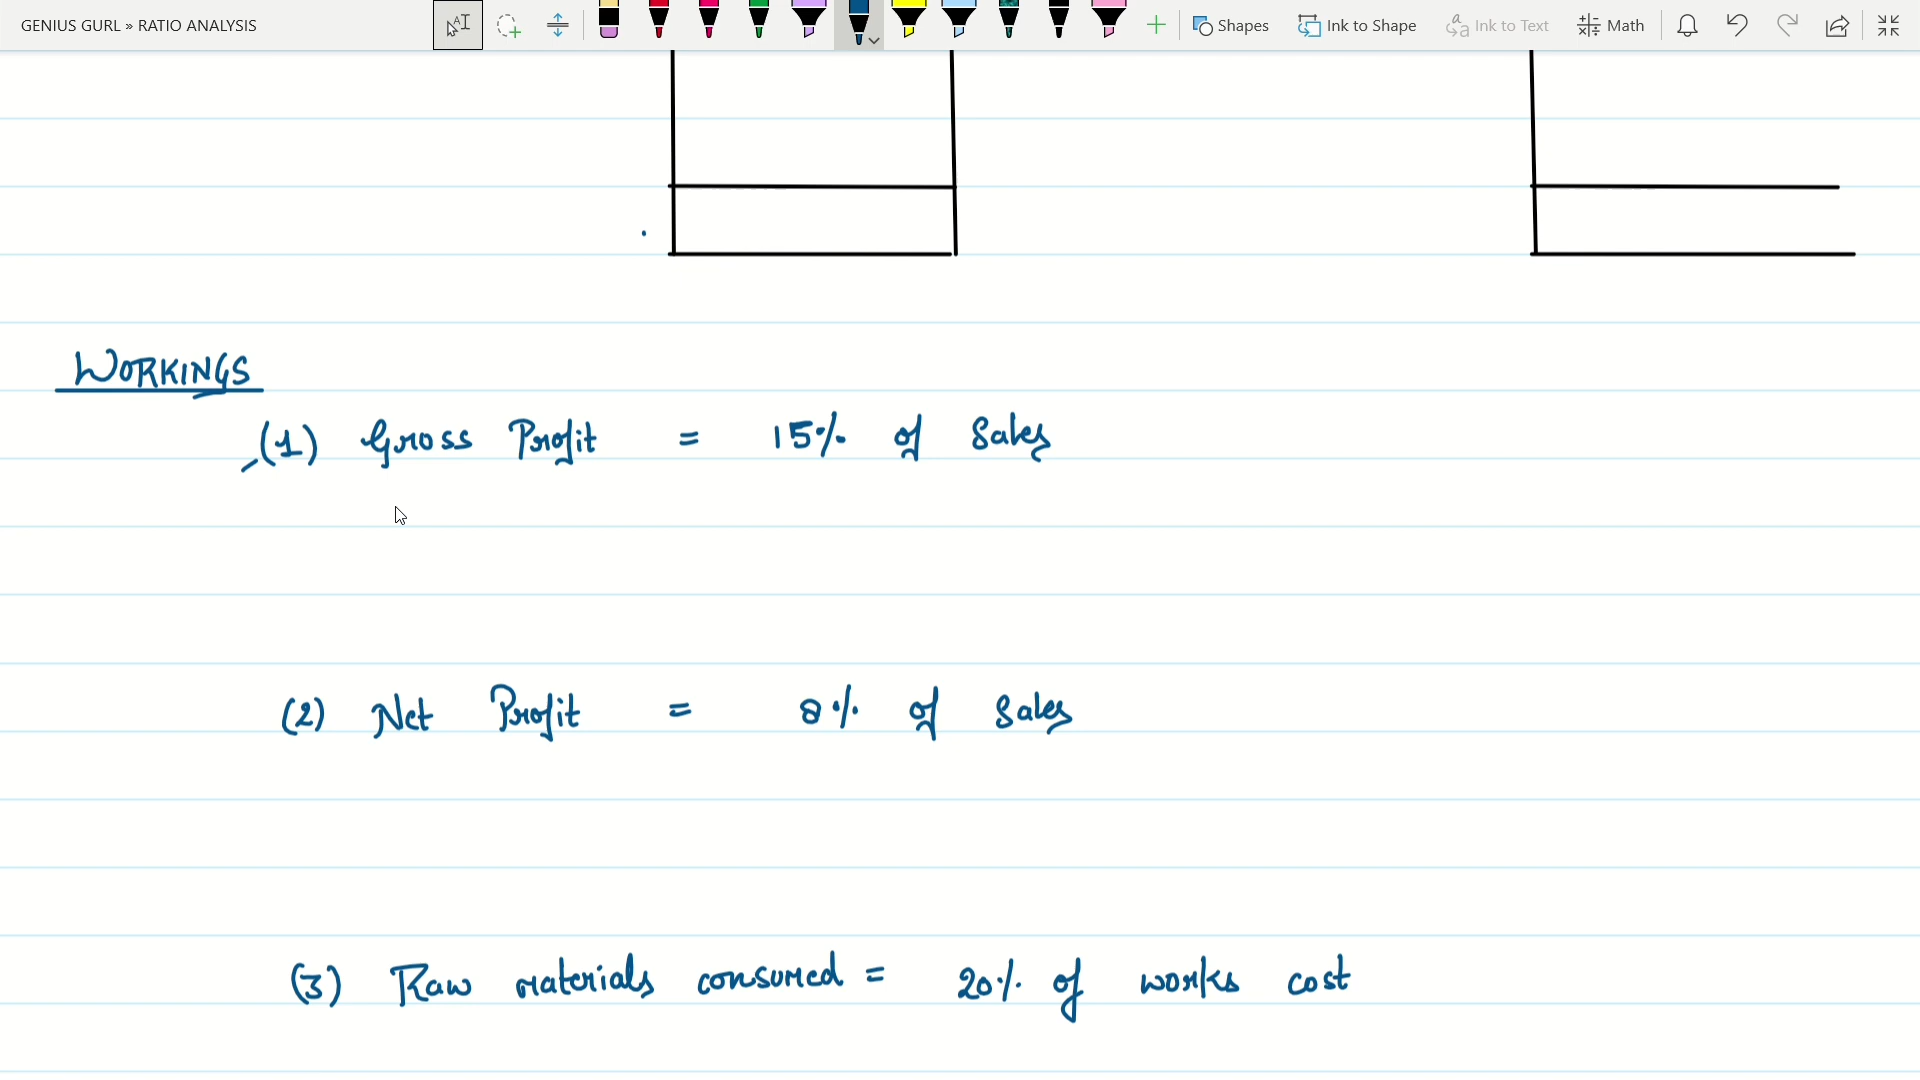 GENIUS GURL » RATIO ANALYSIS
Shapes Ink to Shape Ink to Text Math
WORKINGS
(1) Gross Profit = 15% of Sales
(2) Net Profit = 8% of Sales
(3) Raw materials consumed = 20% of works cost